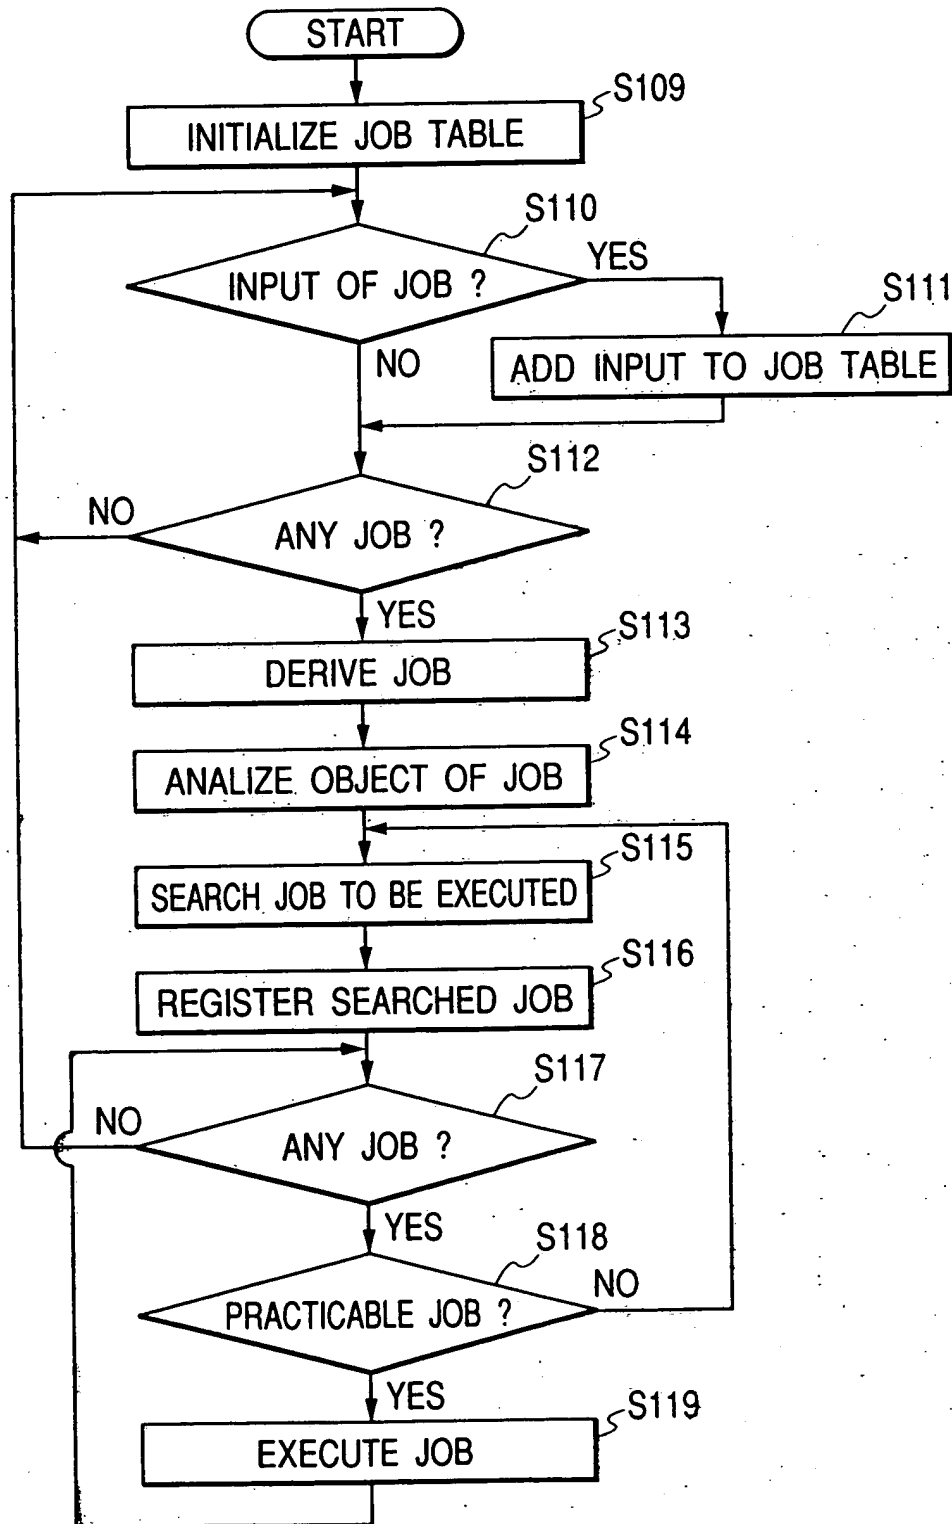 START
S109
INITIALIZE JOB TABLE
S110
INPUT OF JOB ?
YES
S111
ADD INPUT TO JOB TABLE
NO
S112
NO
ANY JOB ?
YES
S113
DERIVE JOB
S114
ANALIZE OBJECT OF JOB
S115
SEARCH JOB TO BE EXECUTED
S116
REGISTER SEARCHED JOB
S117
NO
ANY JOB ?
YES
S118
NO
PRACTICABLE JOB ?
YES
S119
EXECUTE JOB